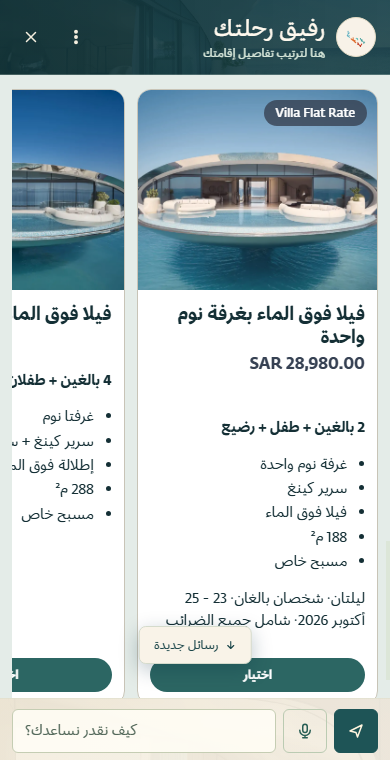 رفيق رحلتك
هنا لترتيب تفاصيل إقامتك
Villa Flat Rate
فيلا فوق الماء بغرفة نوم
واحدة
SAR 28,980.00
2 بالغين + طفل + رضيع
غرفة نوم واحدة
سرير كينغ
فيلا فوق الماء
188 م²
مسبح خاص
ليلتان· شخصان بالغان· 23 - 25
أكتوبر 2026· شامل جميع الضرائب
اختيار
فيلا فوق
4 بالغين + طفلان
غرفتا نوم
سرير كينغ +
إطلالة فوق
288 م²
مسبح خاص
رسائل جديدة
كيف نقدر نساعدك؟